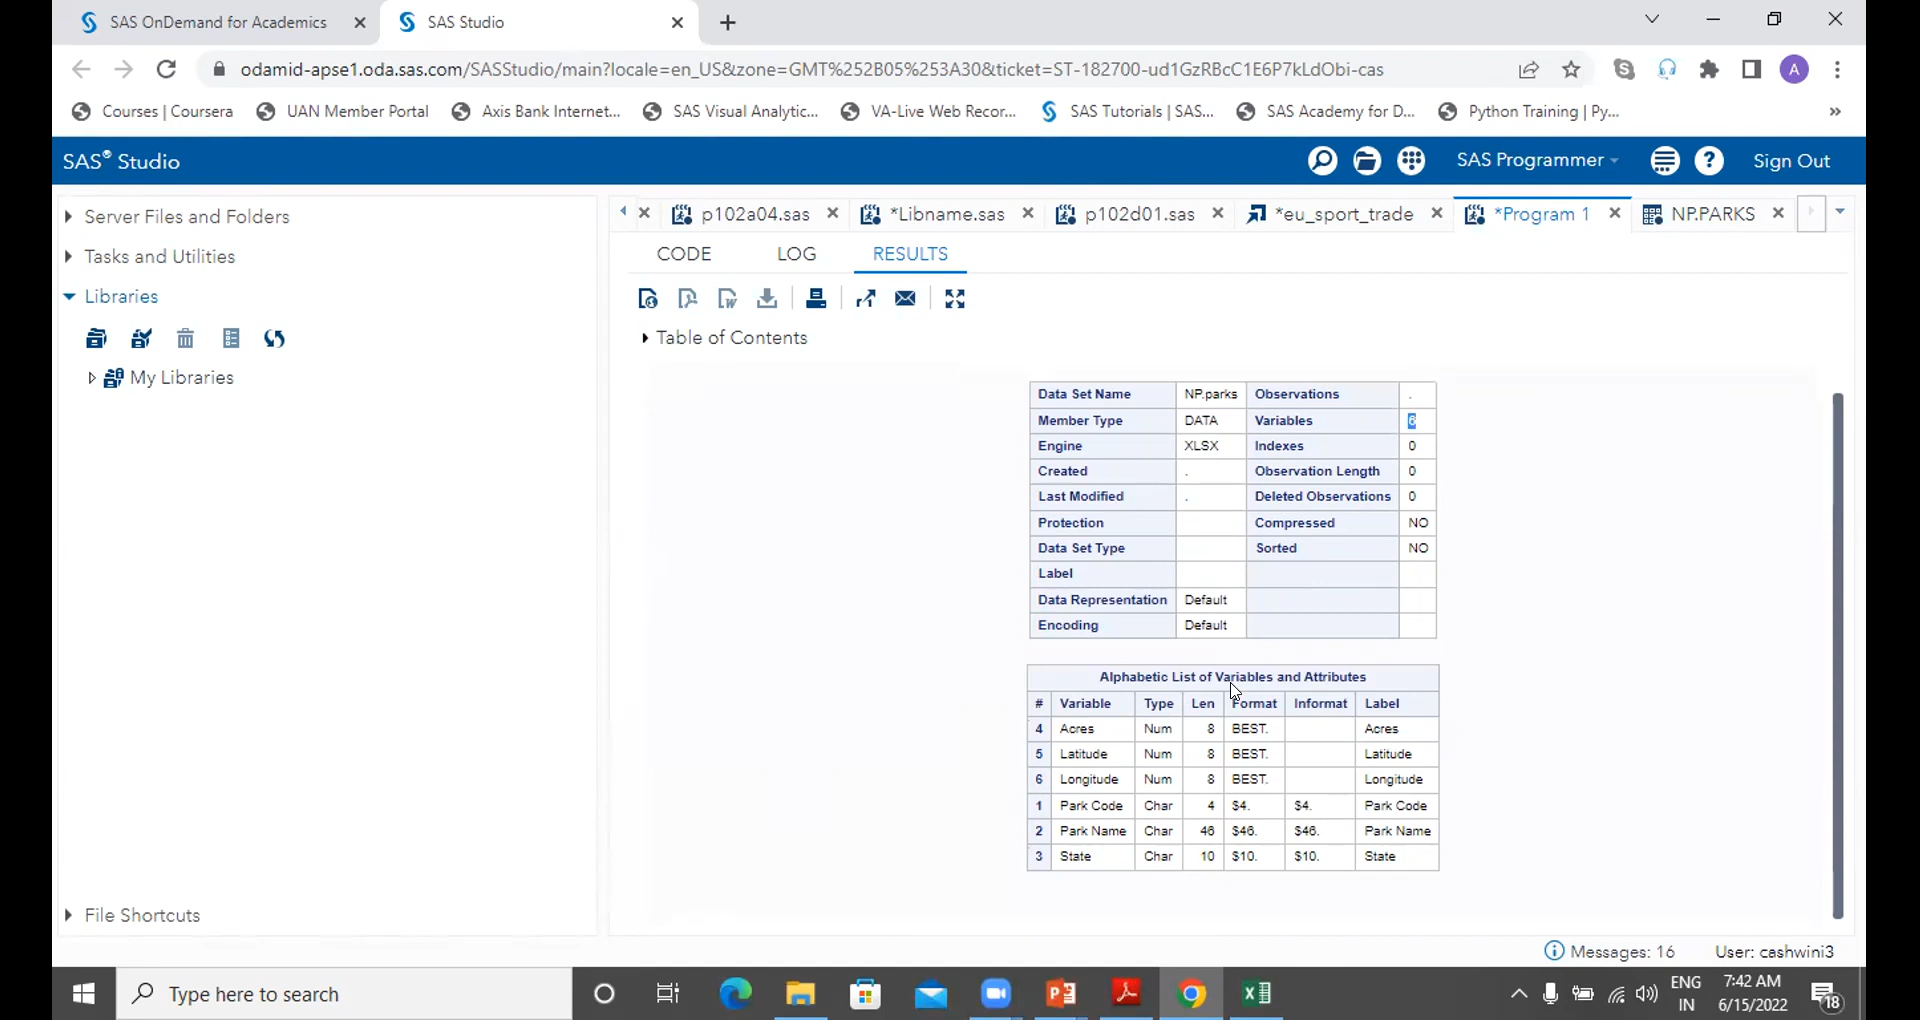 SAS OnDemand for Academics
SAS Studio
odamid-apse1.oda.sas.com/SASStudio/main?locale=en_US&zone=GMT%252B05%253A30&ticket=ST-182700-ud1GzRBcC1E6P7kLdObi-cas
A
Courses | Coursera
UAN Member Portal
Axis Bank Internet...
SAS Visual Analytic...
VA-Live Web Recor...
SAS Tutorials | SAS...
SAS Academy for D...
Python Training | Py...
»
SAS® Studio
SAS Programmer
Sign Out
Server Files and Folders
Tasks and Utilities
Libraries
My Libraries
File Shortcuts
p102a04.sas
*Libname.sas
p102d01.sas
*eu_sport_trade
*Program 1
NP.PARKS
CODE LOG RESULTS
Table of Contents
Data Set Name NP.parks Observations .
Member Type DATA Variables 6
Engine XLSX Indexes 0
Created . Observation Length 0
Last Modified . Deleted Observations 0
Protection Compressed NO
Data Set Type Sorted NO
Label
Data Representation Default
Encoding Default
Alphabetic List of Variables and Attributes
# Variable Type Len Format Informat Label
4 Acres Num 8 BEST. Acres
5 Latitude Num 8 BEST. Latitude
6 Longitude Num 8 BEST. Longitude
1 Park Code Char 4 $4. $4. Park Code
2 Park Name Char 46 $46. $46. Park Name
3 State Char 10 $10. $10. State
Messages: 16
User: cashwini3
Type here to search
ENG
IN
7:42 AM
6/15/2022
18